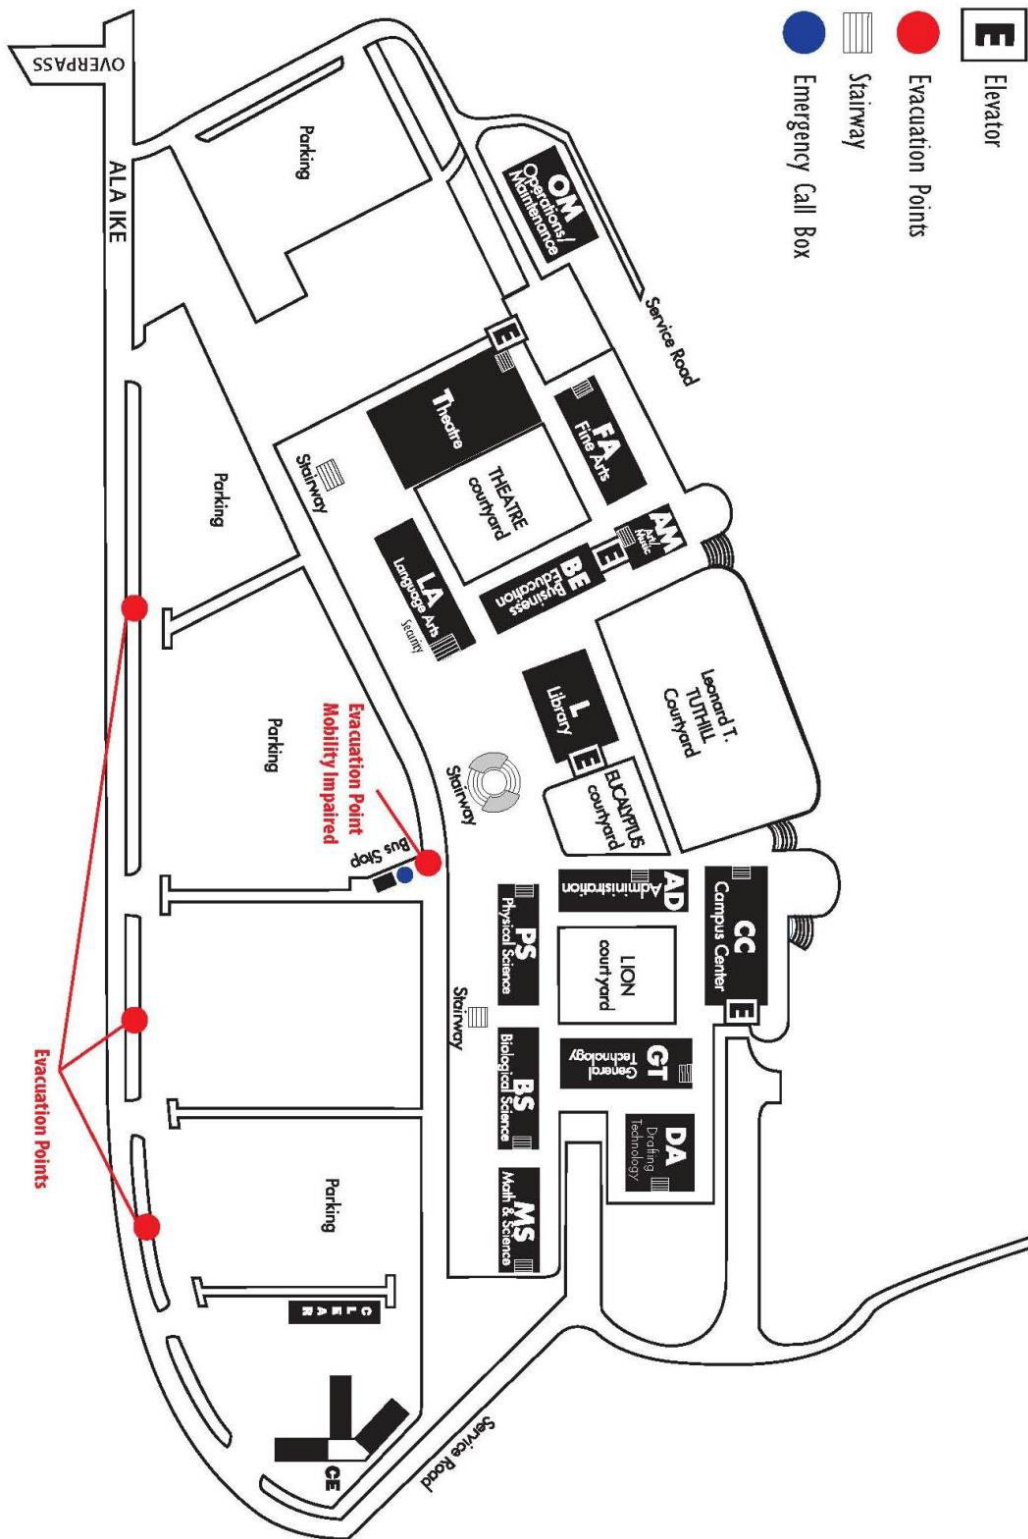 E Elevator
Evacuation Points
Stairway
Emergency Call Box
OVERPASS
ALA IKE
Parking
OM
Operations/
Maintenance
Service Road
E
Theatre
FA
Fine Arts
THEATRE
courtyard
Stairway
Parking
AM
Art/
Music
E
BE
Business
Education
LA
Language Arts
Security
Leonard T.
TUTHILL
Courtyard
L
Library
E
EUCALYPTUS
courtyard
Stairway
Parking
Evacuation Point
Mobility Impaired
Bus Stop
AD
Administration
CC
Campus Center
E
PS
Physical Science
LION
courtyard
Stairway
GT
General
Technology
BS
Biological Science
DA
Drafting
Technology
MS
Math & Science
Evacuation Points
Parking
C L E A R
CE
Service Road